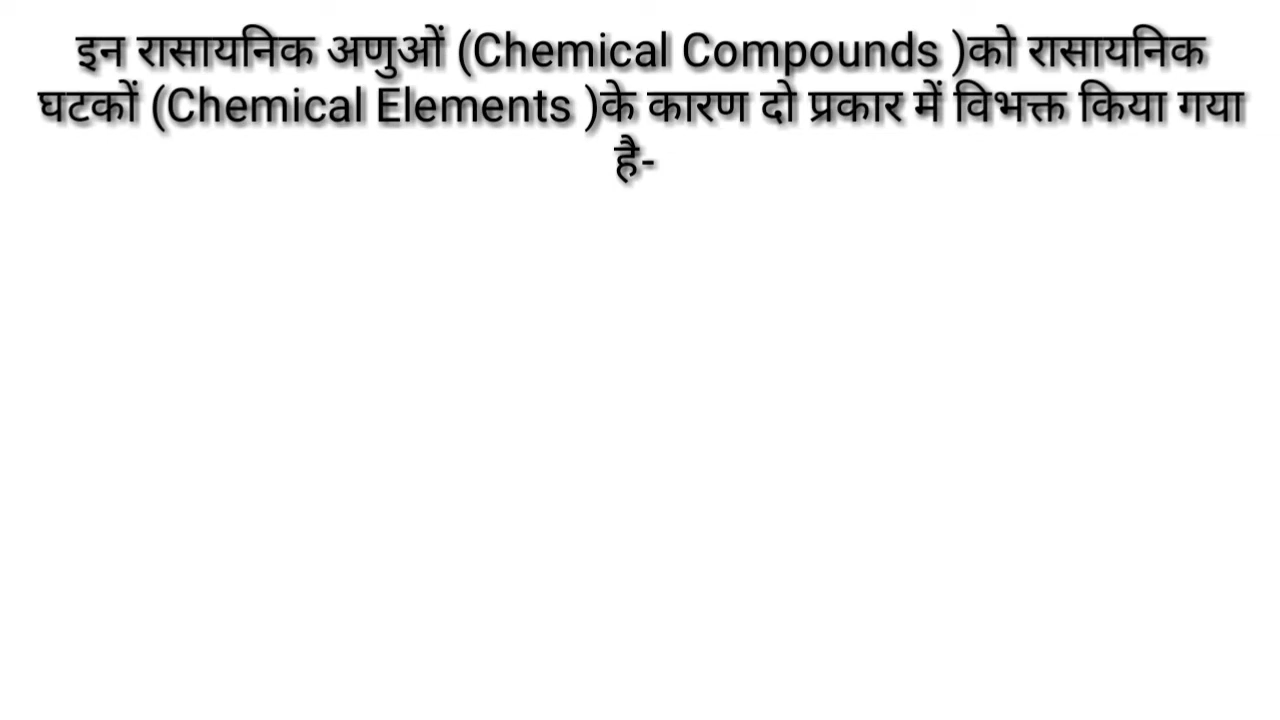 इन रासायनिक अणुओं (Chemical Compounds )को रासायनिक
घटकों (Chemical Elements )के कारण दो प्रकार में विभक्त किया गया
है-